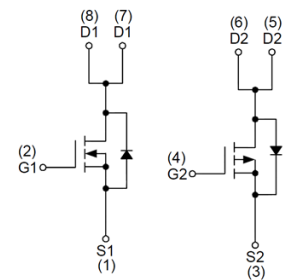 (8) (7)
D1 D1
(6) (5)
D2 D2
(2)
G1
(4)
G2
S1
(1)
S2
(3)